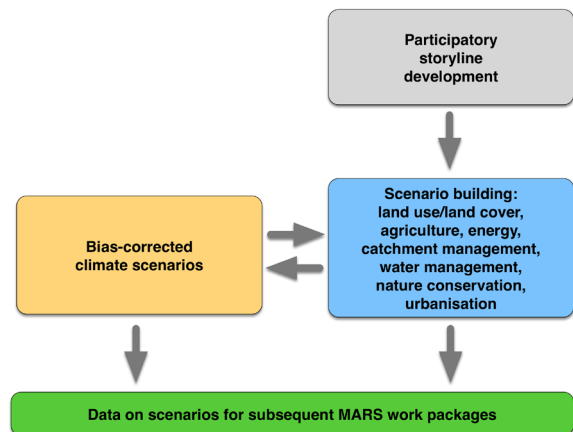 Participatory
storyline
development
Scenario building:
land use/land cover,
agriculture, energy,
catchment management,
water management,
nature conservation,
urbanisation
Bias-corrected
climate scenarios
Data on scenarios for subsequent MARS work packages